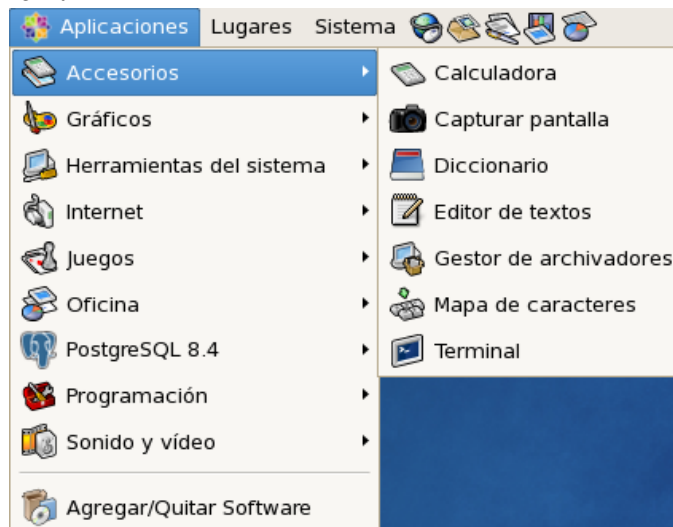 Aplicaciones Lugares Sistema
Accesorios
Gráficos
Herramientas del sistema
Internet
Juegos
Oficina
PostgreSQL 8.4
Programación
Sonido y vídeo
Agregar/Quitar Software
Calculadora
Capturar pantalla
Diccionario
Editor de textos
Gestor de archivadores
Mapa de caracteres
Terminal